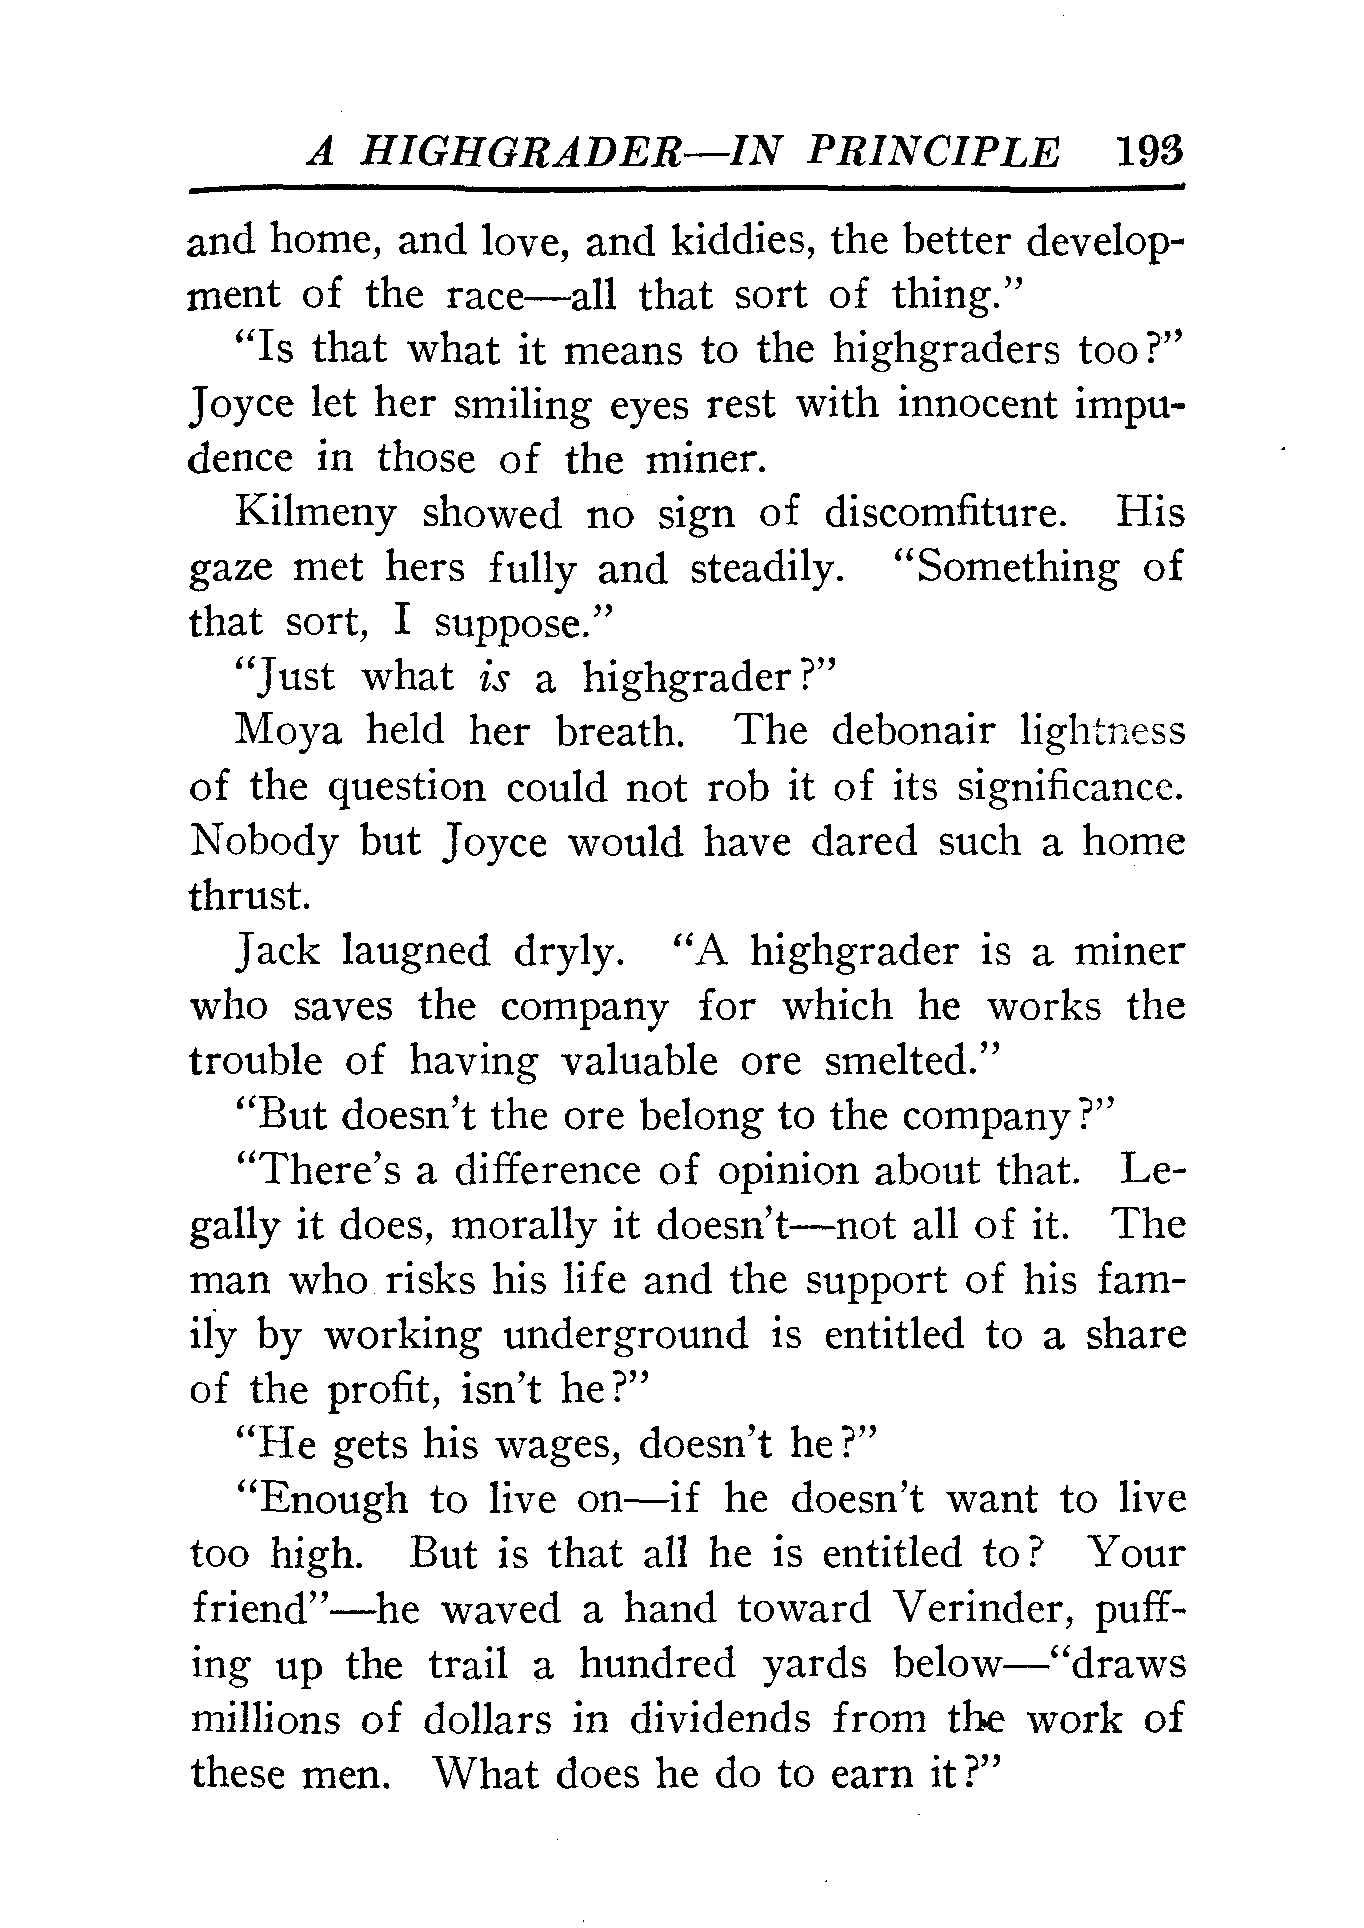 A HIGHGRADER—IN PRINCIPLE 193
and home, and love, and kiddies, the better develop-
ment of the race—all that sort of thing."
"Is that what it means to the highgraders too?"
Joyce let her smiling eyes rest with innocent impu-
dence in those of the miner.
Kilmeny showed no sign of discomfiture. His
gaze met hers fully and steadily. "Something of
that sort, I suppose."
"Just what is a highgrader?"
Moya held her breath. The debonair lightness
of the question could not rob it of its significance.
Nobody but Joyce would have dared such a home
thrust.
Jack laugned dryly. "A highgrader is a miner
who saves the company for which he works the
trouble of having valuable ore smelted."
"But doesn't the ore belong to the company?"
"There's a difference of opinion about that. Le-
gally it does, morally it doesn't—not all of it. The
man who risks his life and the support of his fam-
ily by working underground is entitled to a share
of the profit, isn't he?"
"He gets his wages, doesn't he?"
"Enough to live on—if he doesn't want to live
too high. But is that all he is entitled to? Your
friend"—he waved a hand toward Verinder, puff-
ing up the trail a hundred yards below—"draws
millions of dollars in dividends from the work of
these men. What does he do to earn it?"